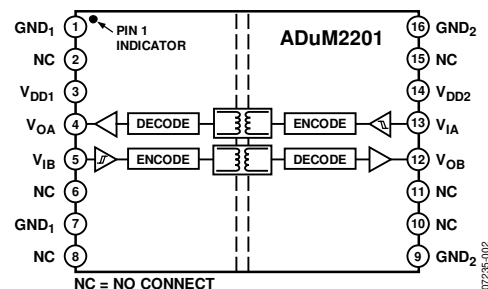 GND1 1 PIN 1 INDICATOR ADuM2201 16 GND2
NC 2 15 NC
VDD1 3 14 VDD2
VOA 4 DECODE ENCODE 13 VIA
VIB 5 ENCODE DECODE 12 VOB
NC 6 11 NC
GND1 7 10 NC
NC 8 9 GND2
NC = NO CONNECT
07235-002